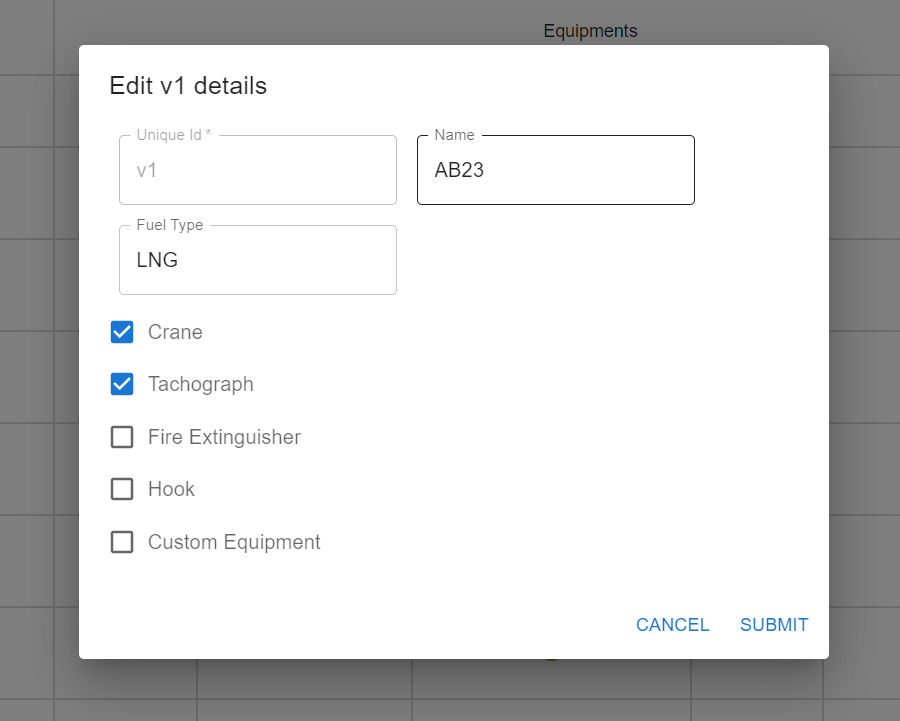 Equipments
Edit v1 details
Unique Id *
v1
Name
AB23
Fuel Type
LNG
Crane
Tachograph
Fire Extinguisher
Hook
Custom Equipment
CANCEL SUBMIT